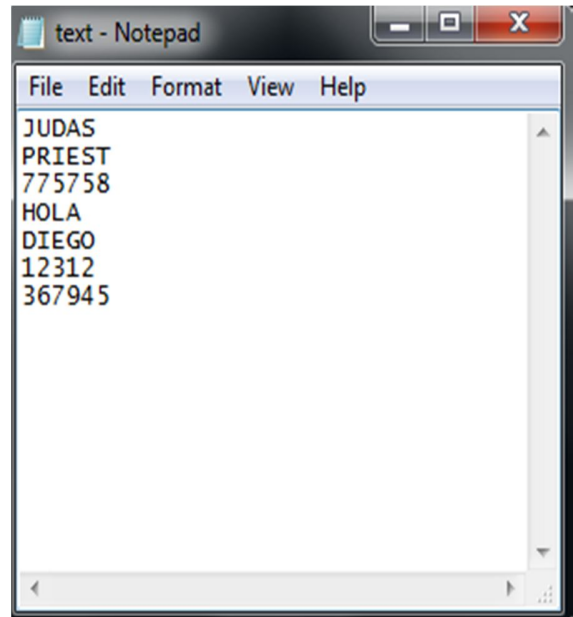 text - Notepad
File Edit Format View Help
JUDAS
PRIEST
775758
HOLA
DIEGO
12312
367945